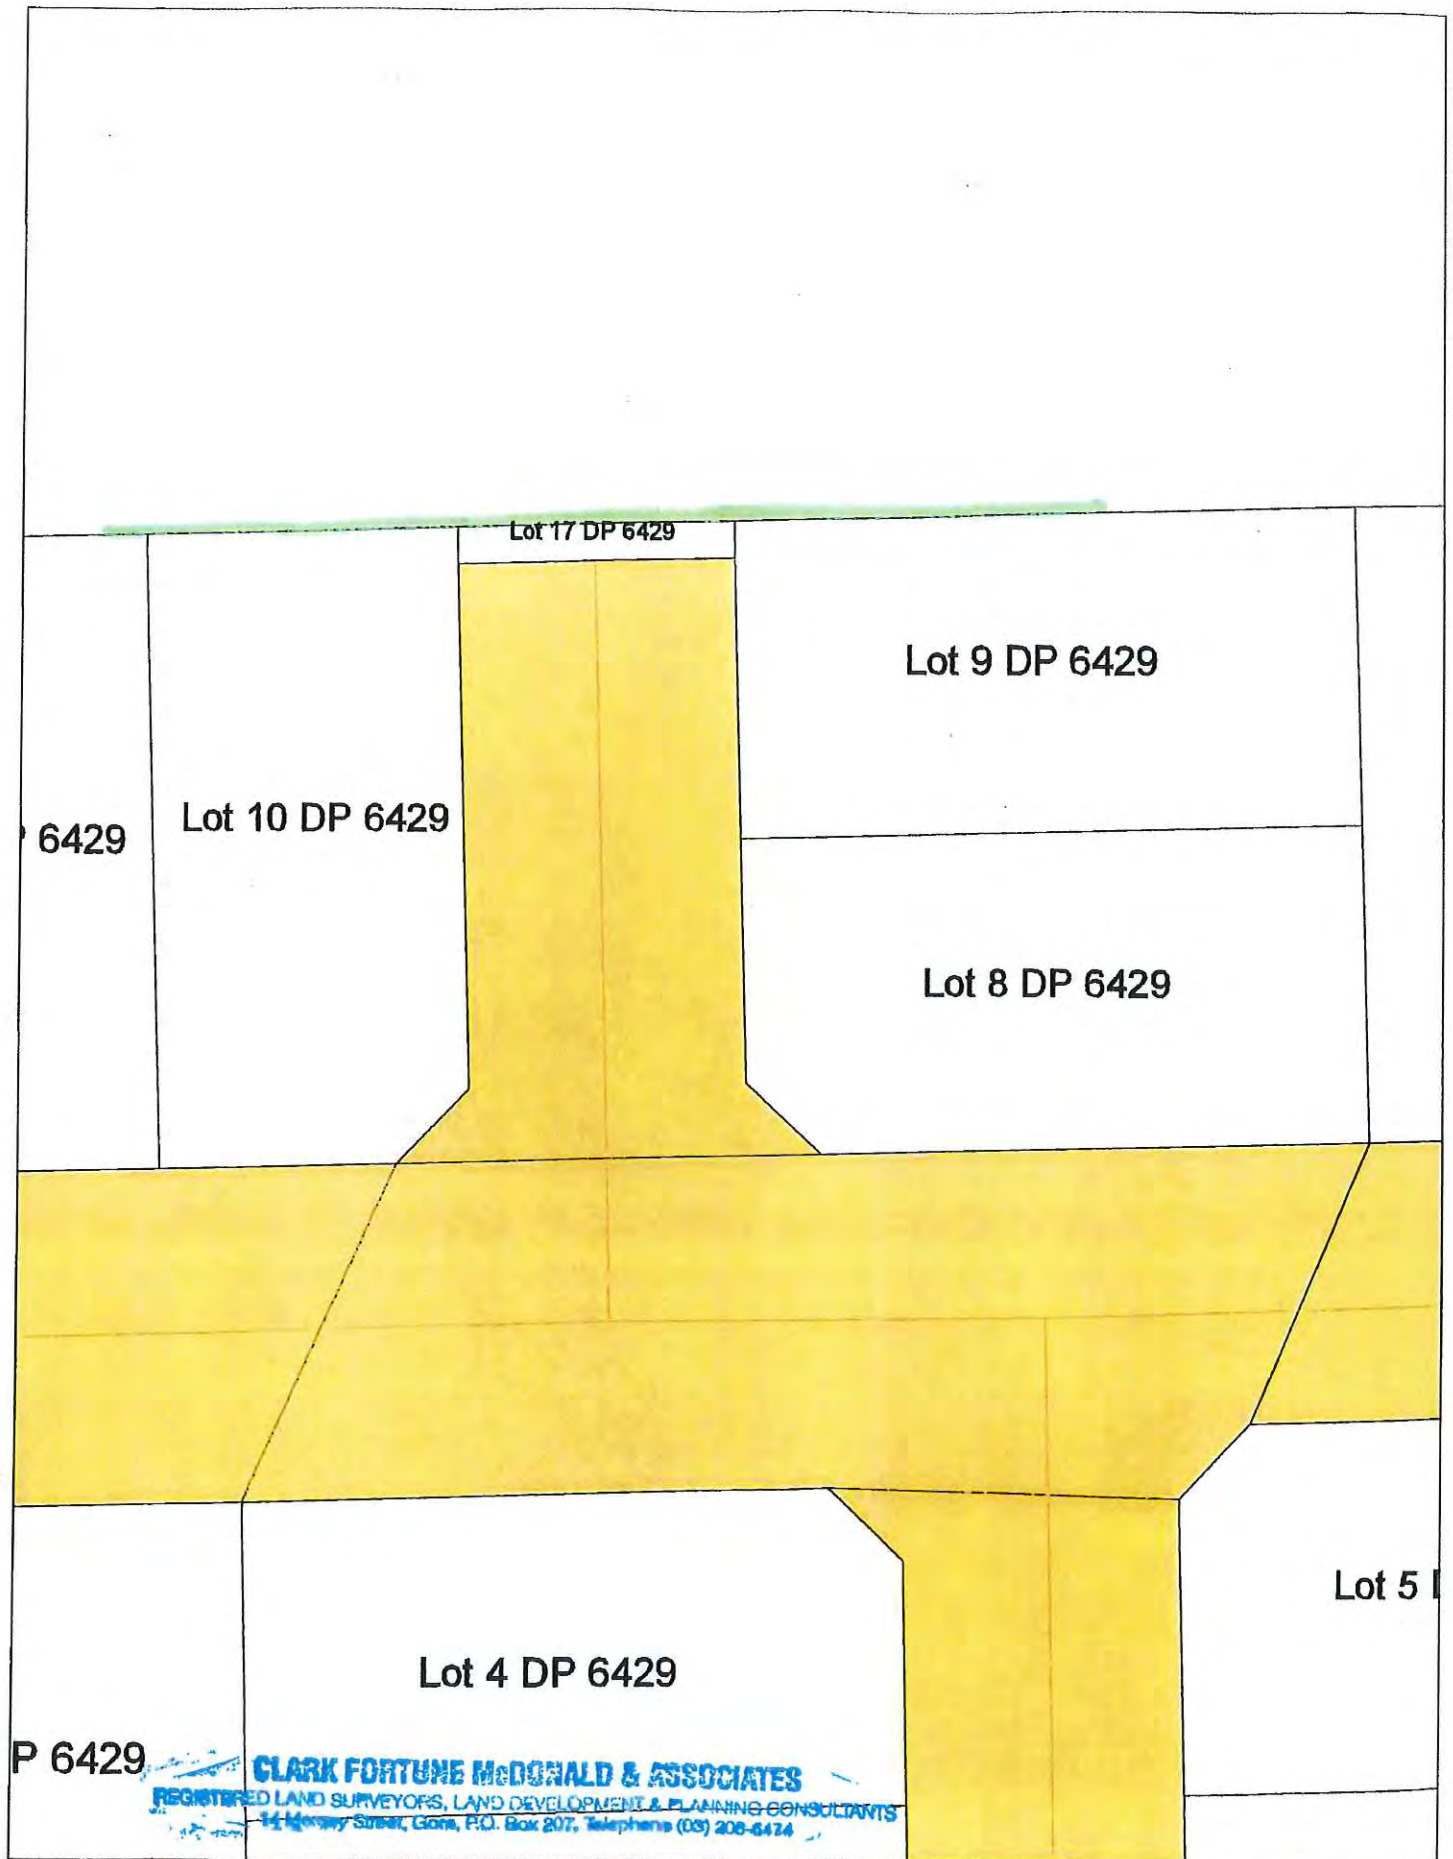 Lot 17 DP 6429
Lot 9 DP 6429
Lot 10 DP 6429
6429
Lot 8 DP 6429
Lot 5
Lot 4 DP 6429
P 6429
CLARK FORTUNE McDONALD & ASSOCIATES
REGISTERED LAND SURVEYORS, LAND DEVELOPMENT & PLANNING CONSULTANTS
Street, Gore, P.O. Box 207, Telephone (03) 208-6474